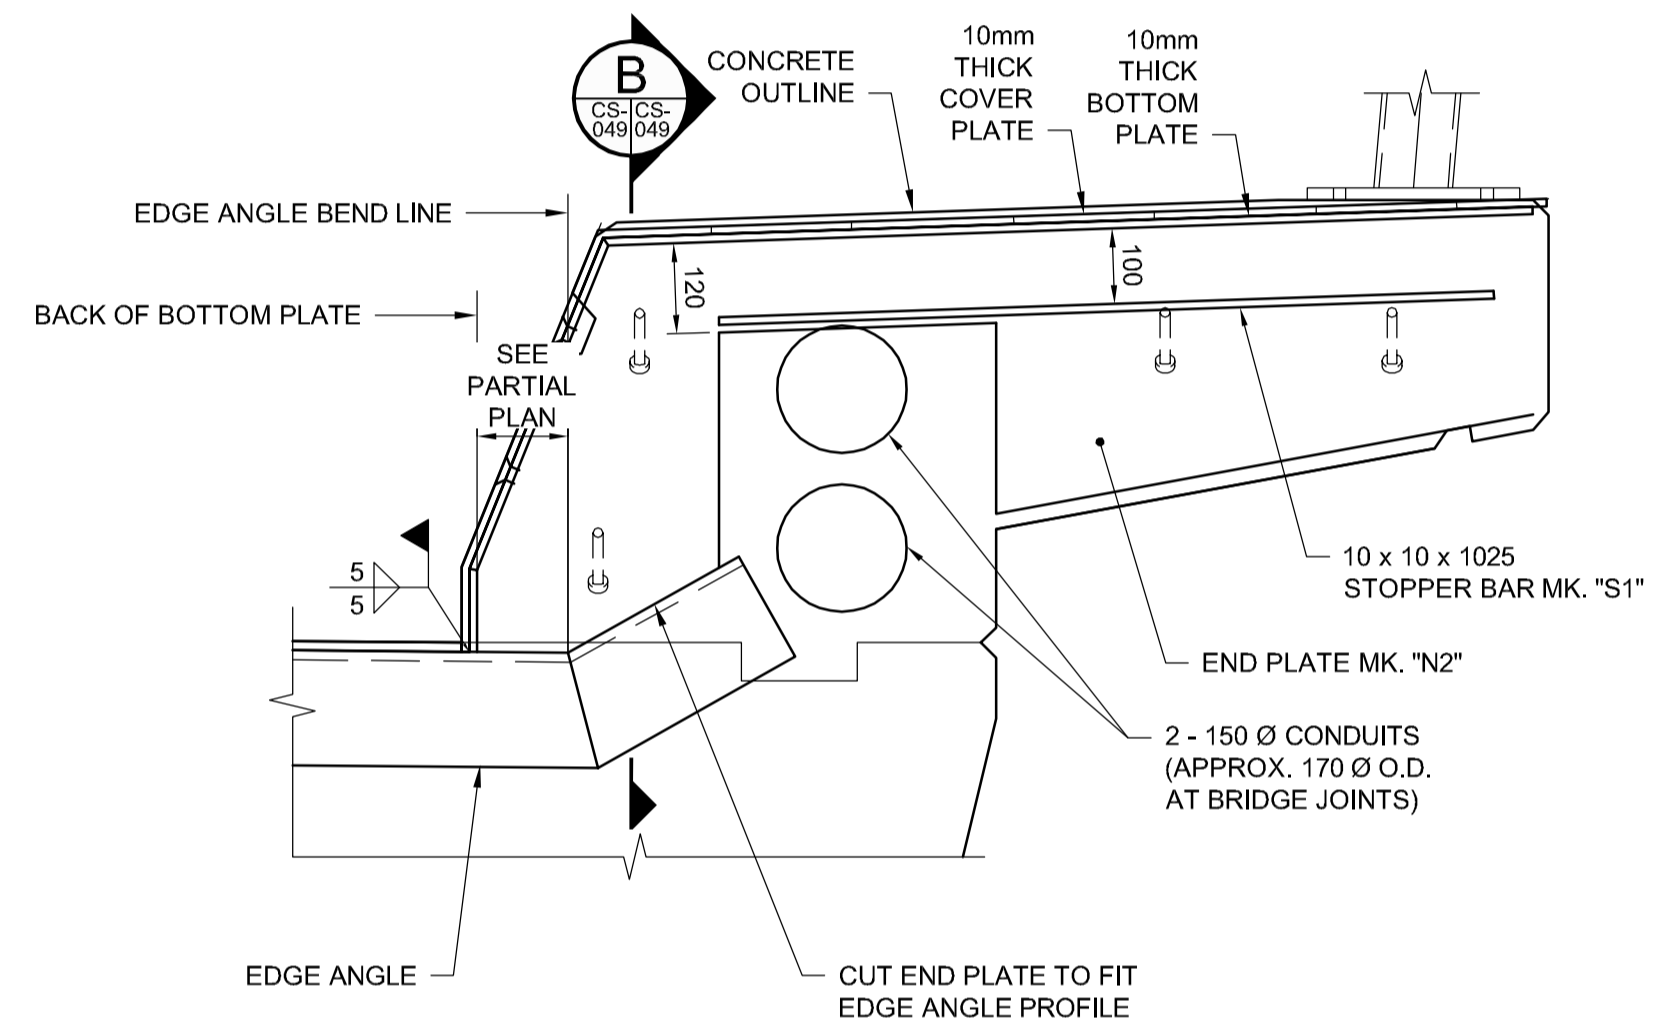 B
CS-
049
CS-
049
CONCRETE
OUTLINE
10mm
THICK
COVER
PLATE
10mm
THICK
BOTTOM
PLATE
EDGE ANGLE BEND LINE
BACK OF BOTTOM PLATE
SEE
PARTIAL
PLAN
120
100
5
5
10 x 10 x 1025
STOPPER BAR MK. "S1"
END PLATE MK. "N2"
2 - 150 Ø CONDUITS
(APPROX. 170 Ø O.D.
AT BRIDGE JOINTS)
EDGE ANGLE
CUT END PLATE TO FIT
EDGE ANGLE PROFILE